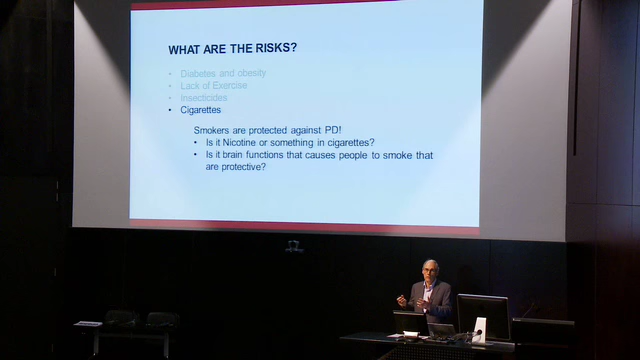 WHAT ARE THE RISKS?
• Diabetes and obesity
• Lack of Exercise
• Insecticides
• Cigarettes
Smokers are protected against PD!
• Is it Nicotine or something in cigarettes?
• Is it brain functions that causes people to smoke that
are protective?